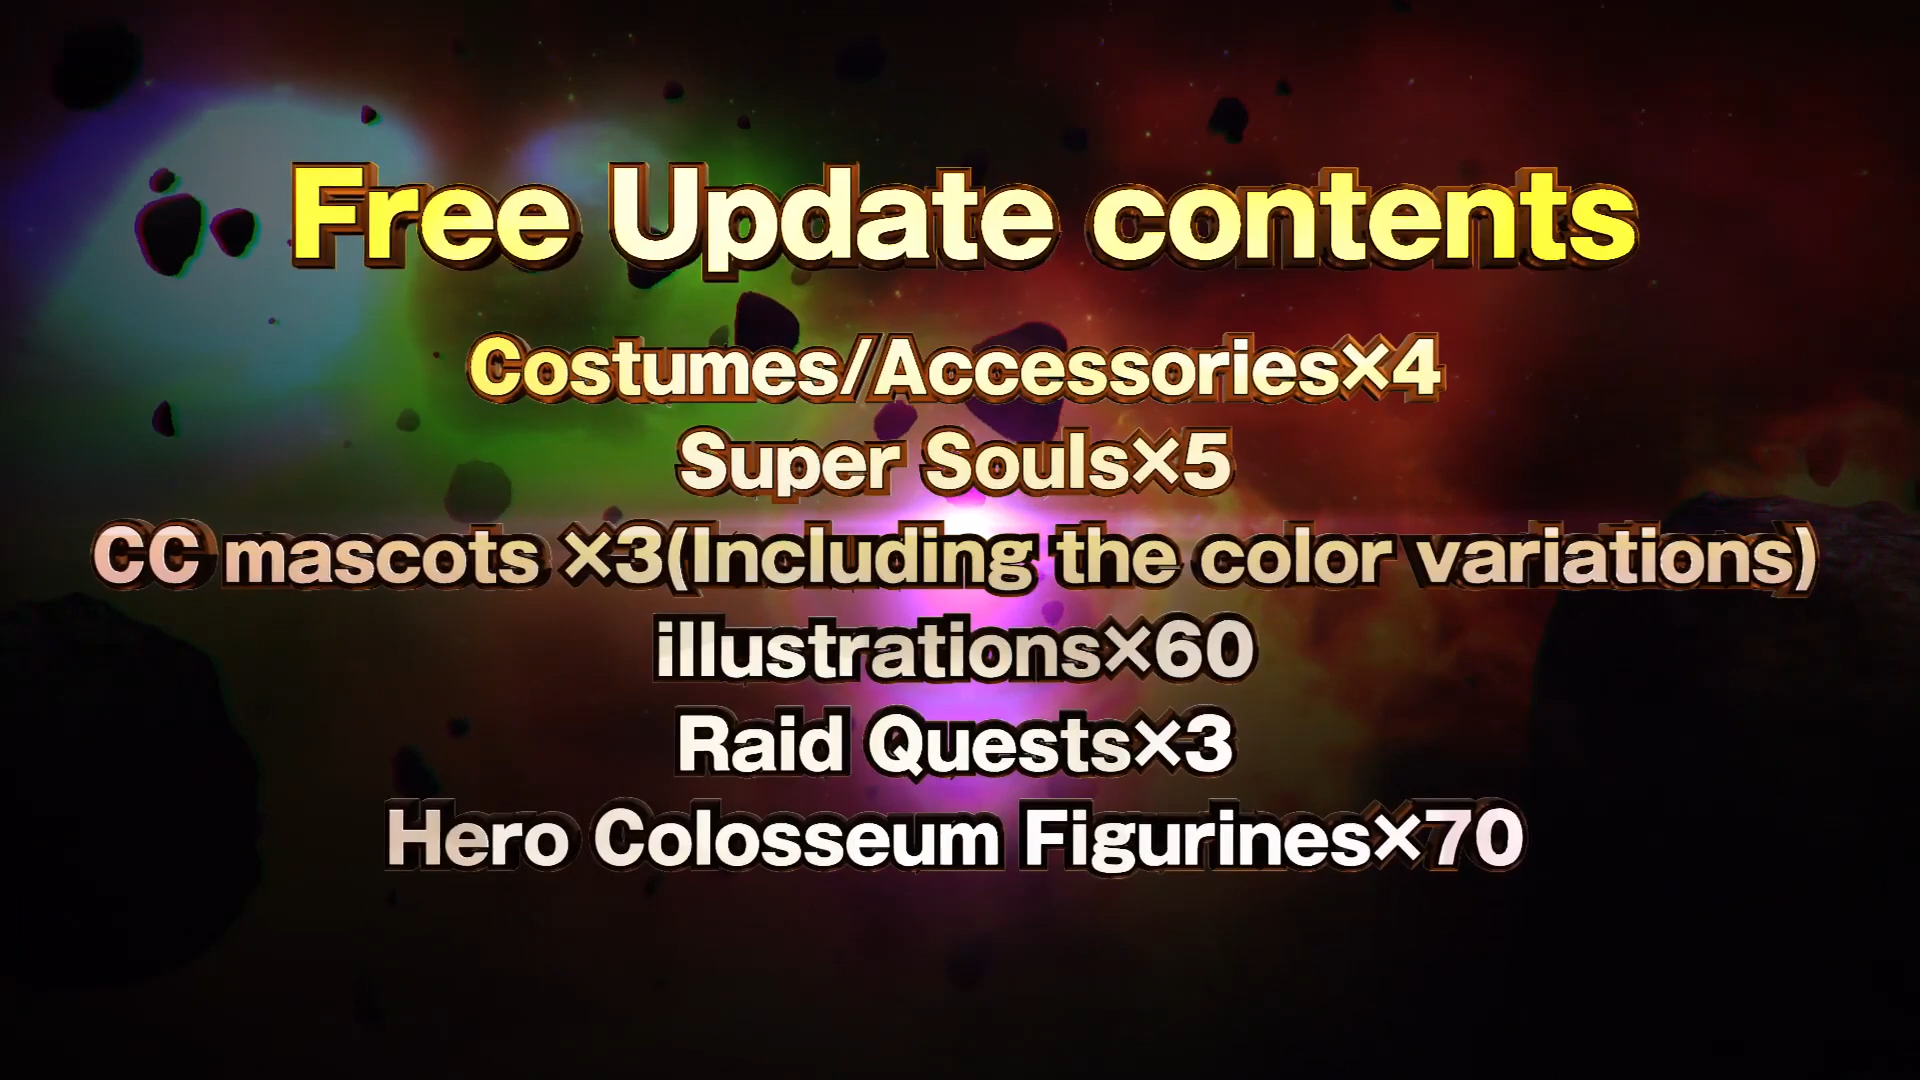 Free Update contents
Costumes/Accessories×4
Super Souls×5
CC mascots ×3(Including the color variations)
illustrations×60
Raid Quests×3
Hero Colosseum Figurines×70